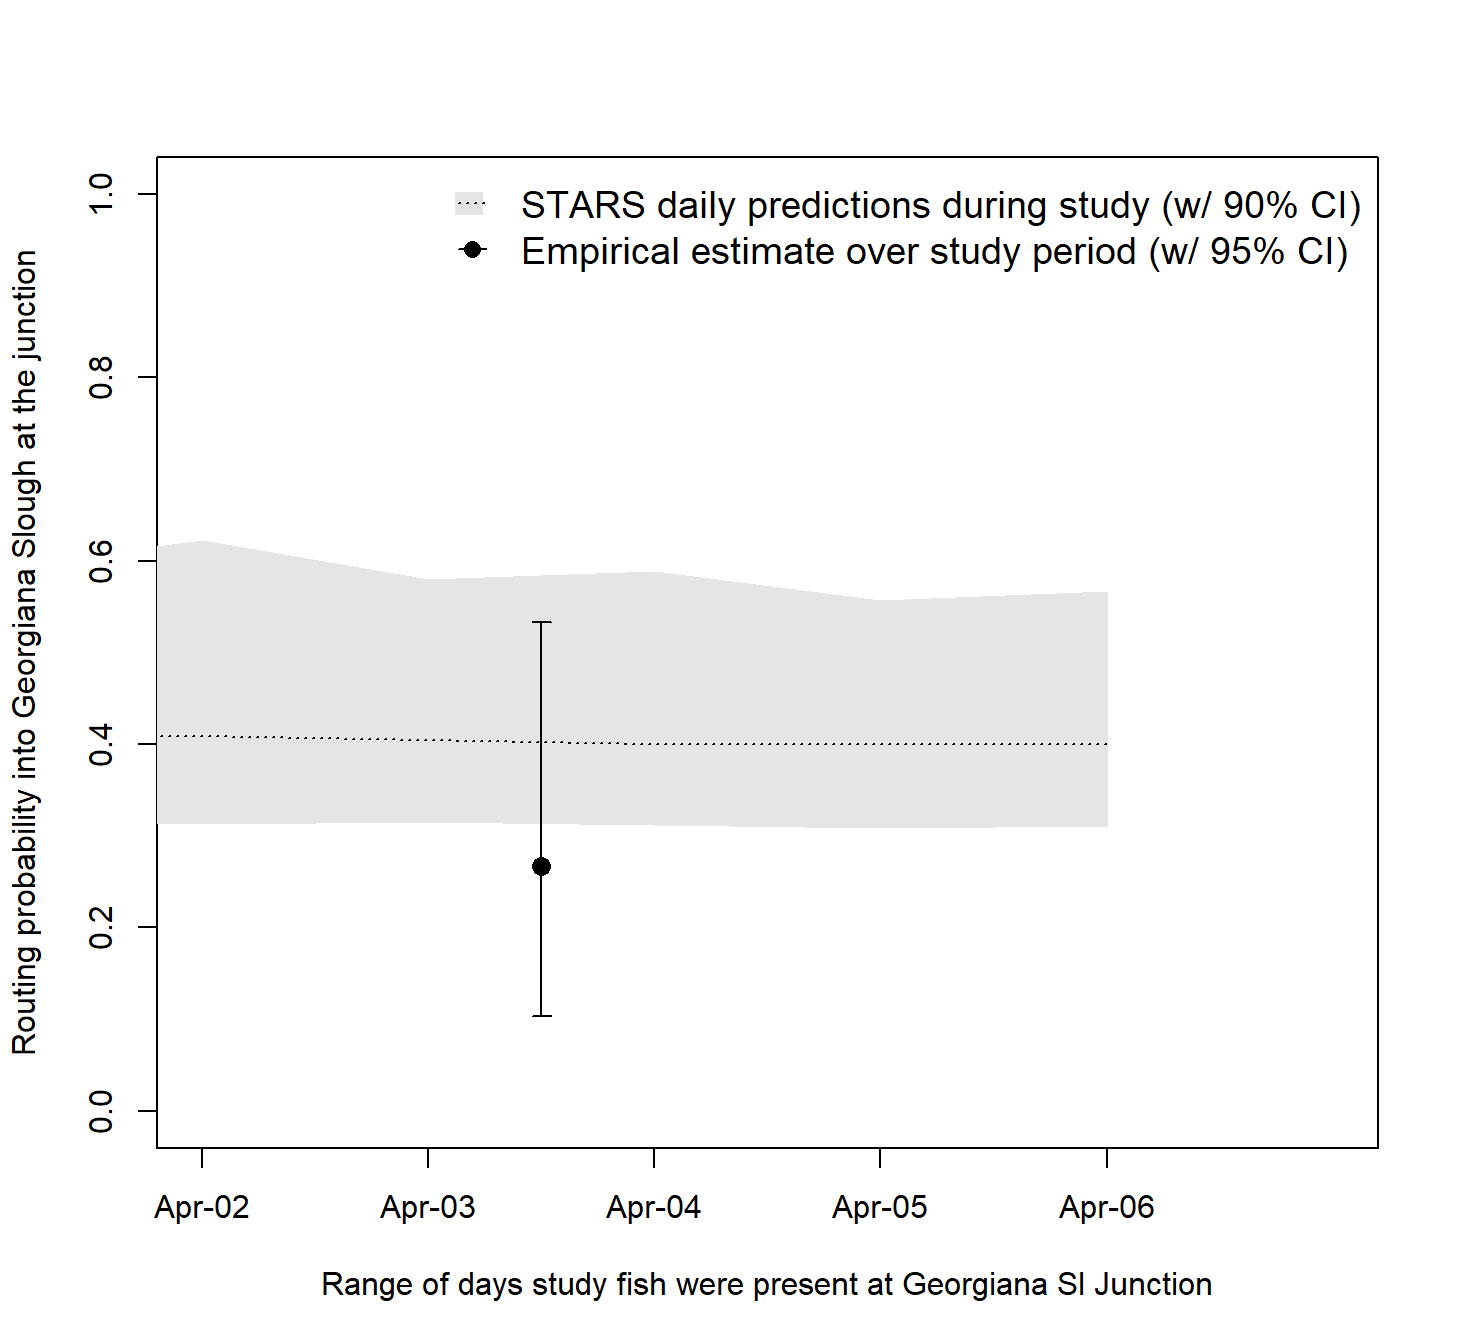 STARS daily predictions during study (w/ 90% CI)
Empirical estimate over study period (w/ 95% CI)
Routing probability into Georgiana Slough at the junction
1.0
0.8
0.6
0.4
0.2
0.0
Apr-02 Apr-03 Apr-04 Apr-05 Apr-06
Range of days study fish were present at Georgiana Sl Junction